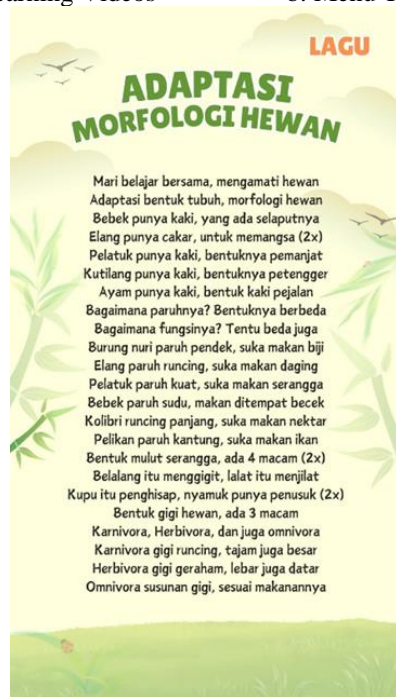 LAGU
ADAPTASI
MORFOLOGI HEWAN
Mari belajar bersama, mengamati hewan
Adaptasi bentuk tubuh, morfologi hewan
Bebek punya kaki, yang ada selaputnya
Elang punya cakar, untuk memangsa (2x)
Pelatuk punya kaki, bentuknya pemanjat
Kutilang punya kaki, bentuknya petengger
Ayam punya kaki, bentuk kaki pejalan
Bagaimana paruhnya? Bentuknya berbeda
Bagaimana fungsinya? Tentu beda juga
Burung nuri paruh pendek, suka makan biji
Elang paruh runcing, suka makan daging
Pelatuk paruh kuat, suka makan serangga
Bebek paruh sudu, makan ditempat becek
Kolibri runcing panjang, suka makan nektar
Pelikan paruh kantung, suka makan ikan
Bentuk mulut serangga, ada 4 macam (2x)
Belalang itu menggigit, lalat itu menjilat
Kupu itu penghisap, nyamuk punya penusuk (2x)
Bentuk gigi hewan, ada 3 macam
Karnivora, Herbivora, dan juga omnivora
Karnivora gigi runcing, tajam juga besar
Herbivora gigi geraham, lebar juga datar
Omnivora susunan gigi, sesuai makanannya